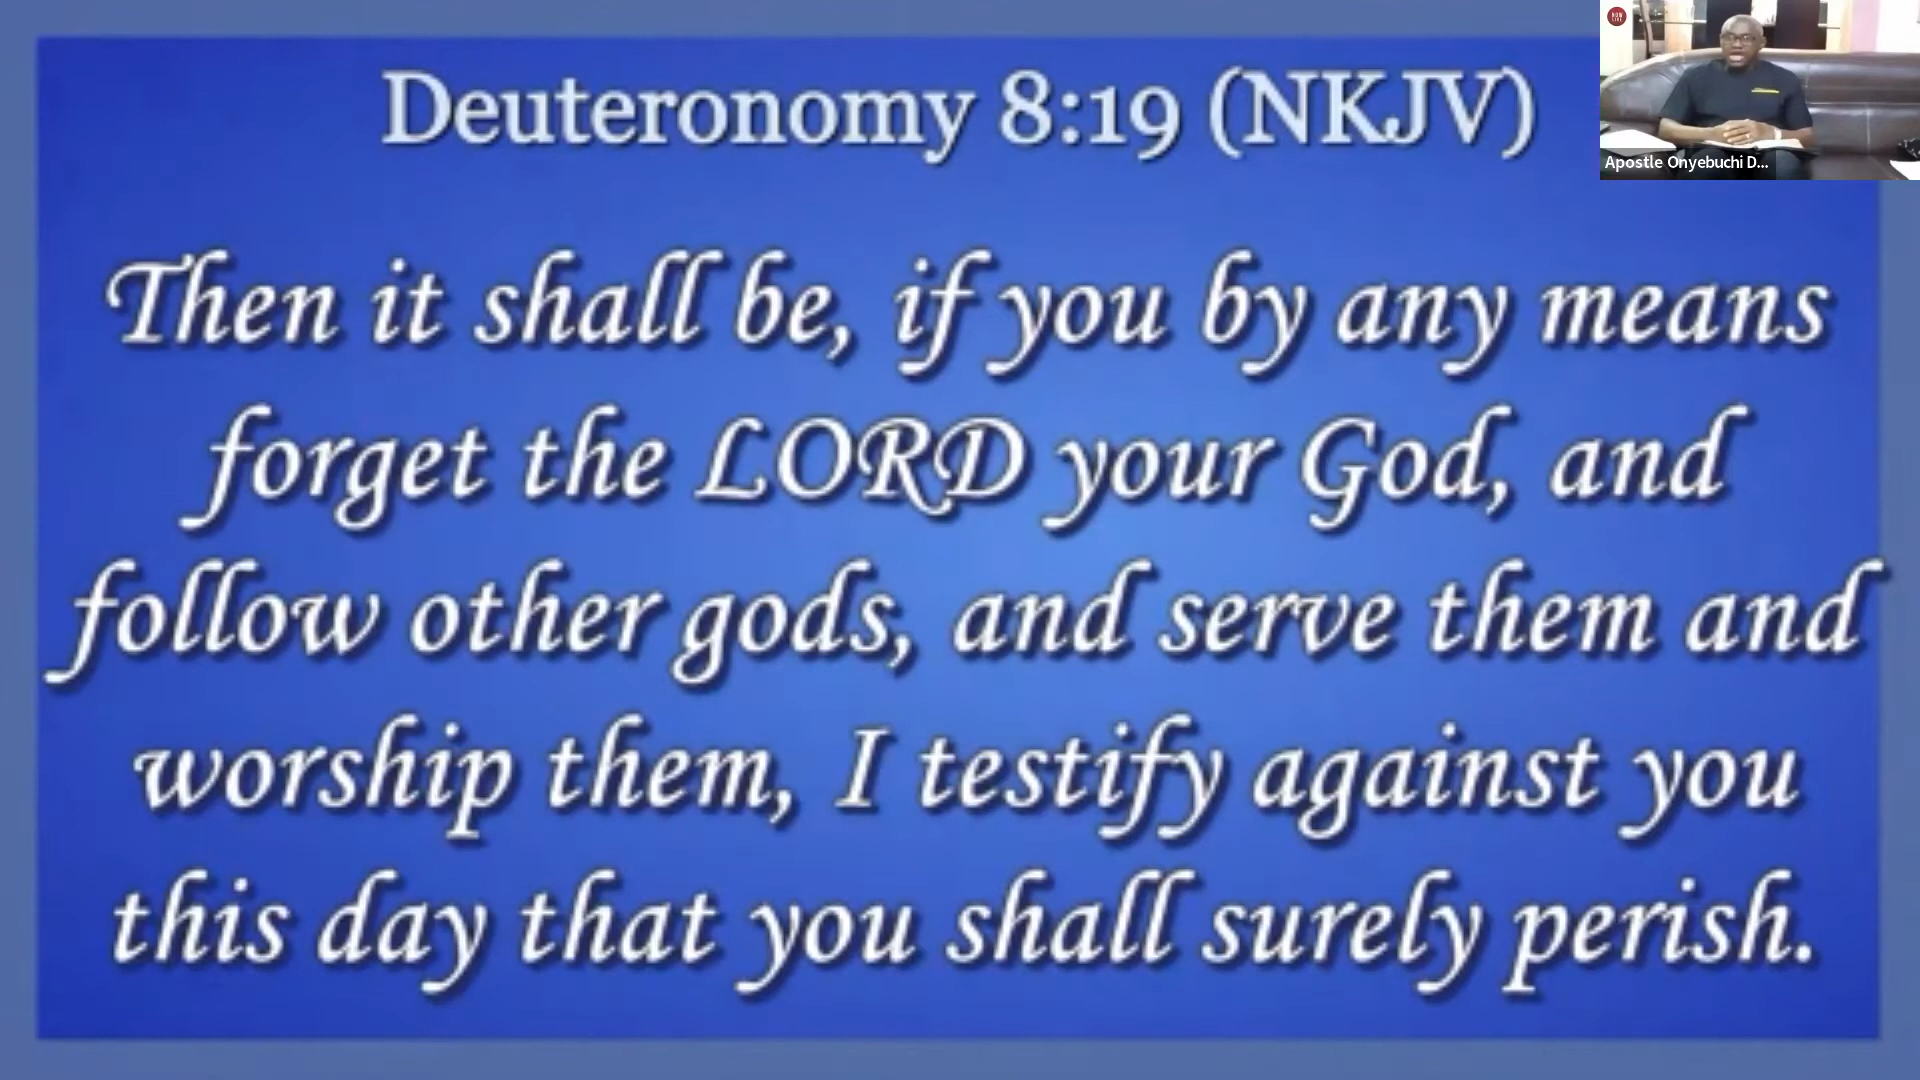 Deuteronomy 8:19 (NKJV)
Then it shall be, if you by any means
forget the LORD your God, and
follow other gods, and serve them and
worship them, I testify against you
this day that you shall surely perish.
Apostle Onyebuchi D...